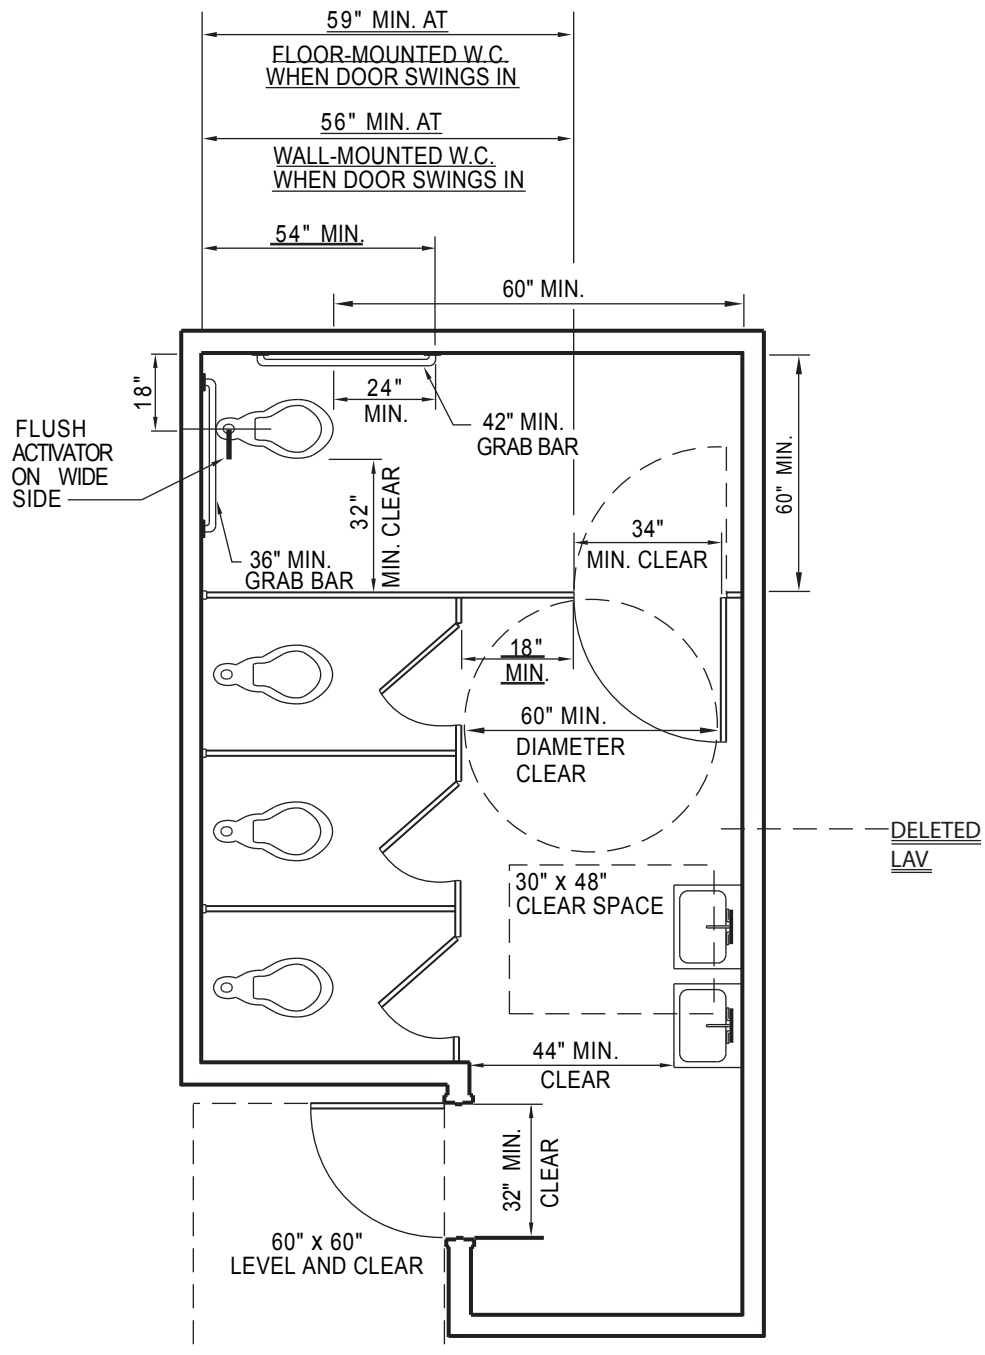 59" MIN. AT
FLOOR-MOUNTED W.C.
WHEN DOOR SWINGS IN
56" MIN. AT
WALL-MOUNTED W.C.
WHEN DOOR SWINGS IN
54" MIN.
60" MIN.
18"
24"
MIN.
42" MIN.
GRAB BAR
FLUSH
ACTIVATOR
ON WIDE
SIDE
32"
MIN. CLEAR
36" MIN.
GRAB BAR
34"
MIN. CLEAR
60" MIN.
18"
MIN.
60" MIN.
DIAMETER
CLEAR
DELETED
LAV
30" x 48"
CLEAR SPACE
44" MIN.
CLEAR
32" MIN.
CLEAR
60" x 60"
LEVEL AND CLEAR